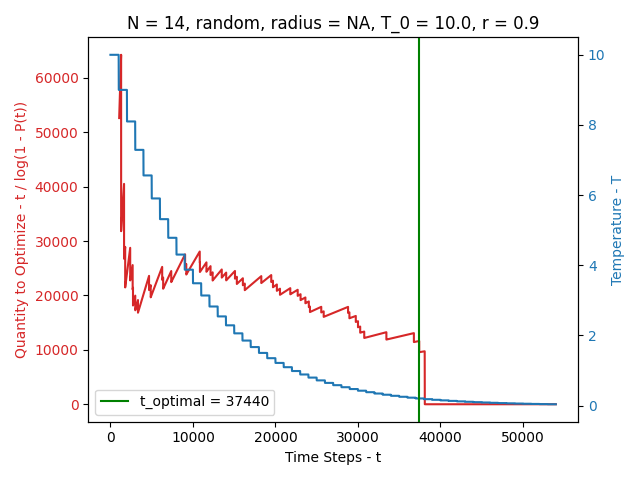 N = 14, random, radius = NA, T_0 = 10.0, r = 0.9
Quantity to Optimize - t / log(1 - P(t))
60000
50000
40000
30000
20000
10000
0
10
8
6
4
2
0
Temperature - T
t_optimal = 37440
0 10000 20000 30000 40000 50000
Time Steps - t